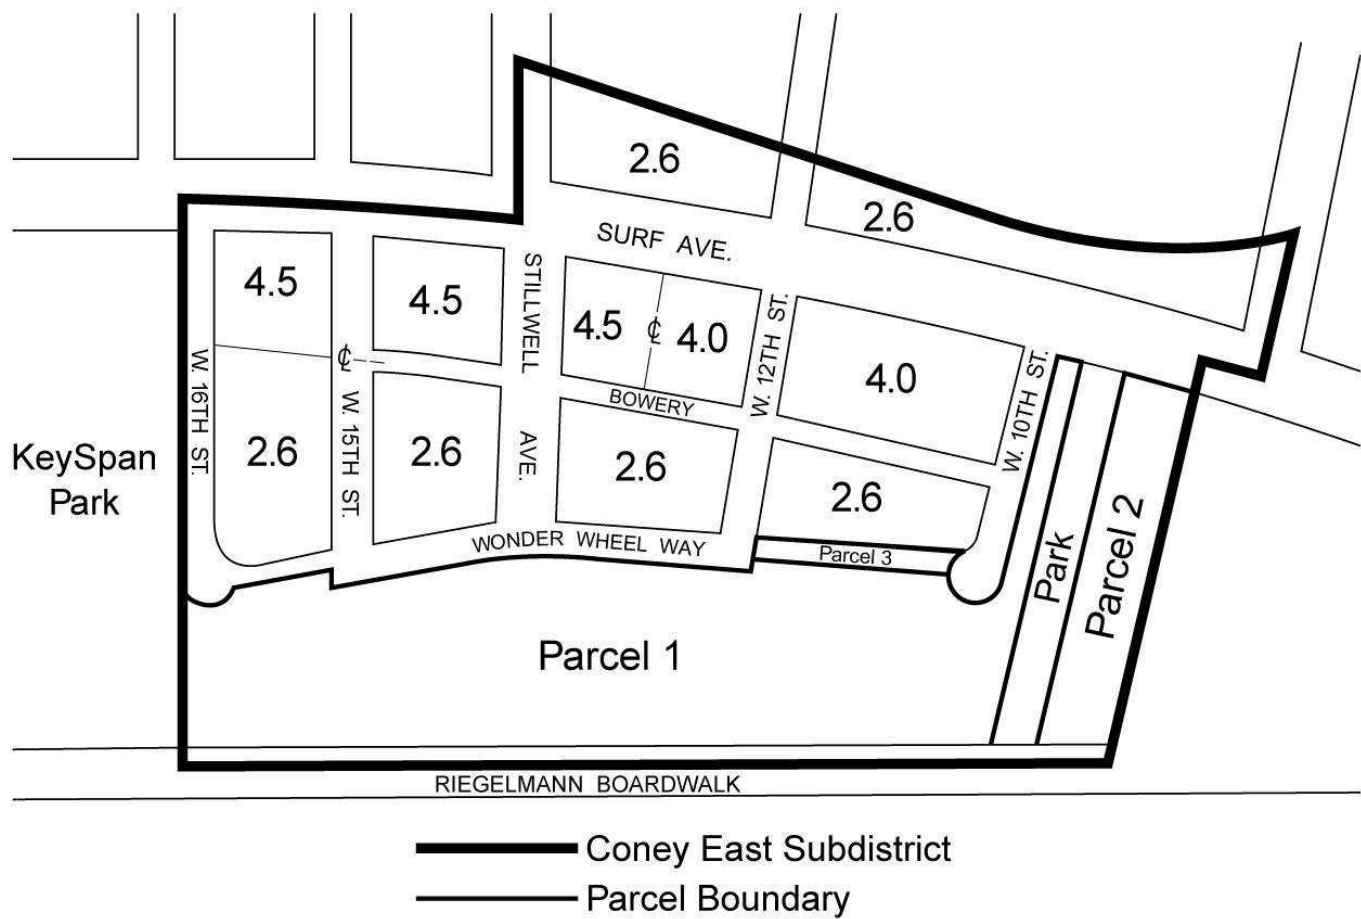 2.6
2.6
SURF AVE.
4.5
4.5
STILLWELL
AVE.
4.5
℄
4.0
W. 12TH ST.
4.0
W. 10TH ST.
℄
W. 16TH ST.
W. 15TH ST.
BOWERY
2.6
2.6
2.6
2.6
KeySpan
Park
WONDER WHEEL WAY
Parcel 3
Park
Parcel 2
Parcel 1
RIEGELMANN BOARDWALK
Coney East Subdistrict
Parcel Boundary